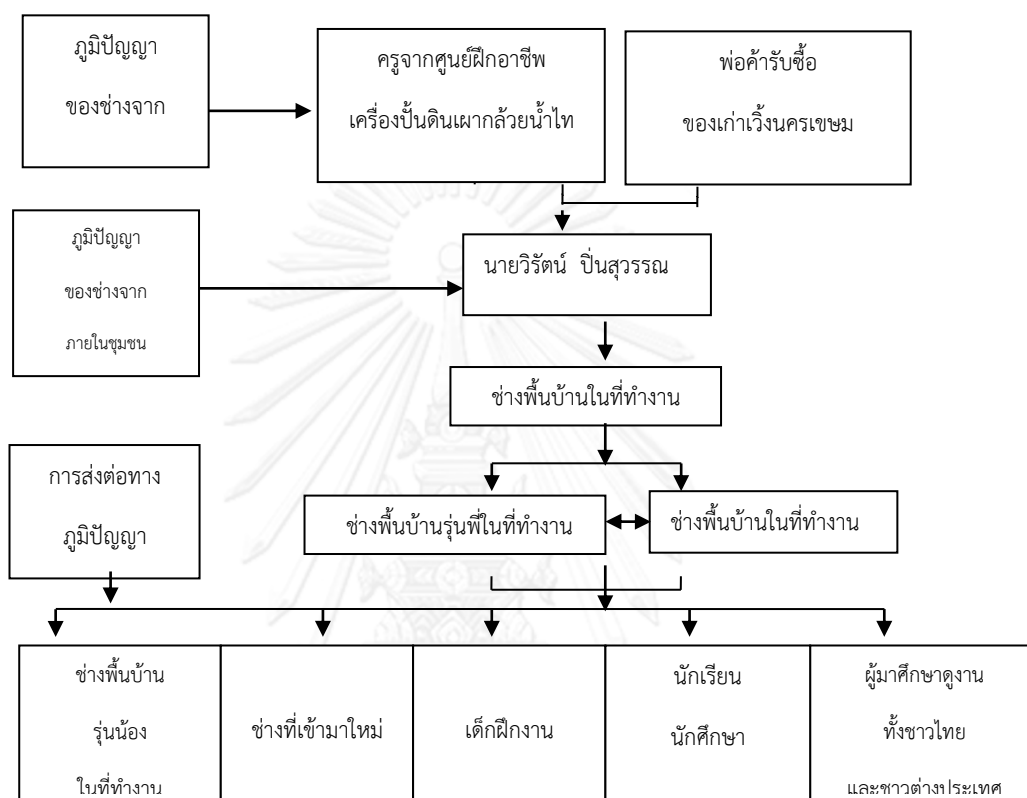 ภูมิปัญญา
ของช่างจาก
ครูจากศูนย์ฝึกอาชีพ
เครื่องปั้นดินเผากล้วยน้ำไท
พ่อค้ารับซื้อ
ของเก่าเวิ้งนครเขษม
ภูมิปัญญา
ของช่างจาก
ภายในชุมชน
นายวิรัตน์ ปิ่นสุวรรณ
ช่างพื้นบ้านในที่ทำงาน
การส่งต่อทาง
ภูมิปัญญา
ช่างพื้นบ้านรุ่นพี่ในที่ทำงาน
ช่างพื้นบ้านในที่ทำงาน
ช่างพื้นบ้าน
รุ่นน้อง
ในที่ทำงาน
ช่างที่เข้ามาใหม่
เด็กฝึกงาน
นักเรียน
นักศึกษา
ผู้มาศึกษาดูงาน
ทั้งชาวไทย
และชาวต่างประเทศ